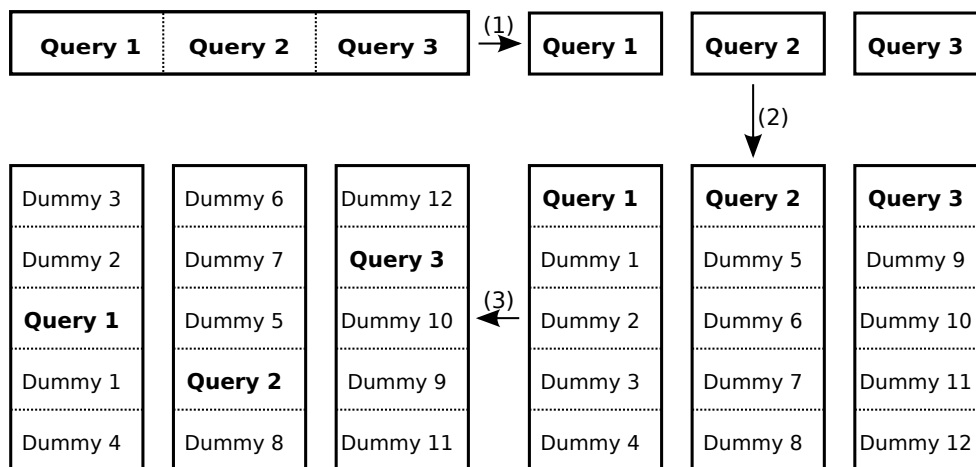 Query 1 Query 2 Query 3 (1) Query 1 Query 2 Query 3
(2)
Dummy 3 Dummy 6 Dummy 12 Query 1 Query 2 Query 3
Dummy 2 Dummy 7 Query 3 Dummy 1 Dummy 5 Dummy 9
Query 1 Dummy 5 Dummy 10 (3) Dummy 2 Dummy 6 Dummy 10
Dummy 1 Query 2 Dummy 9 Dummy 3 Dummy 7 Dummy 11
Dummy 4 Dummy 8 Dummy 11 Dummy 4 Dummy 8 Dummy 12